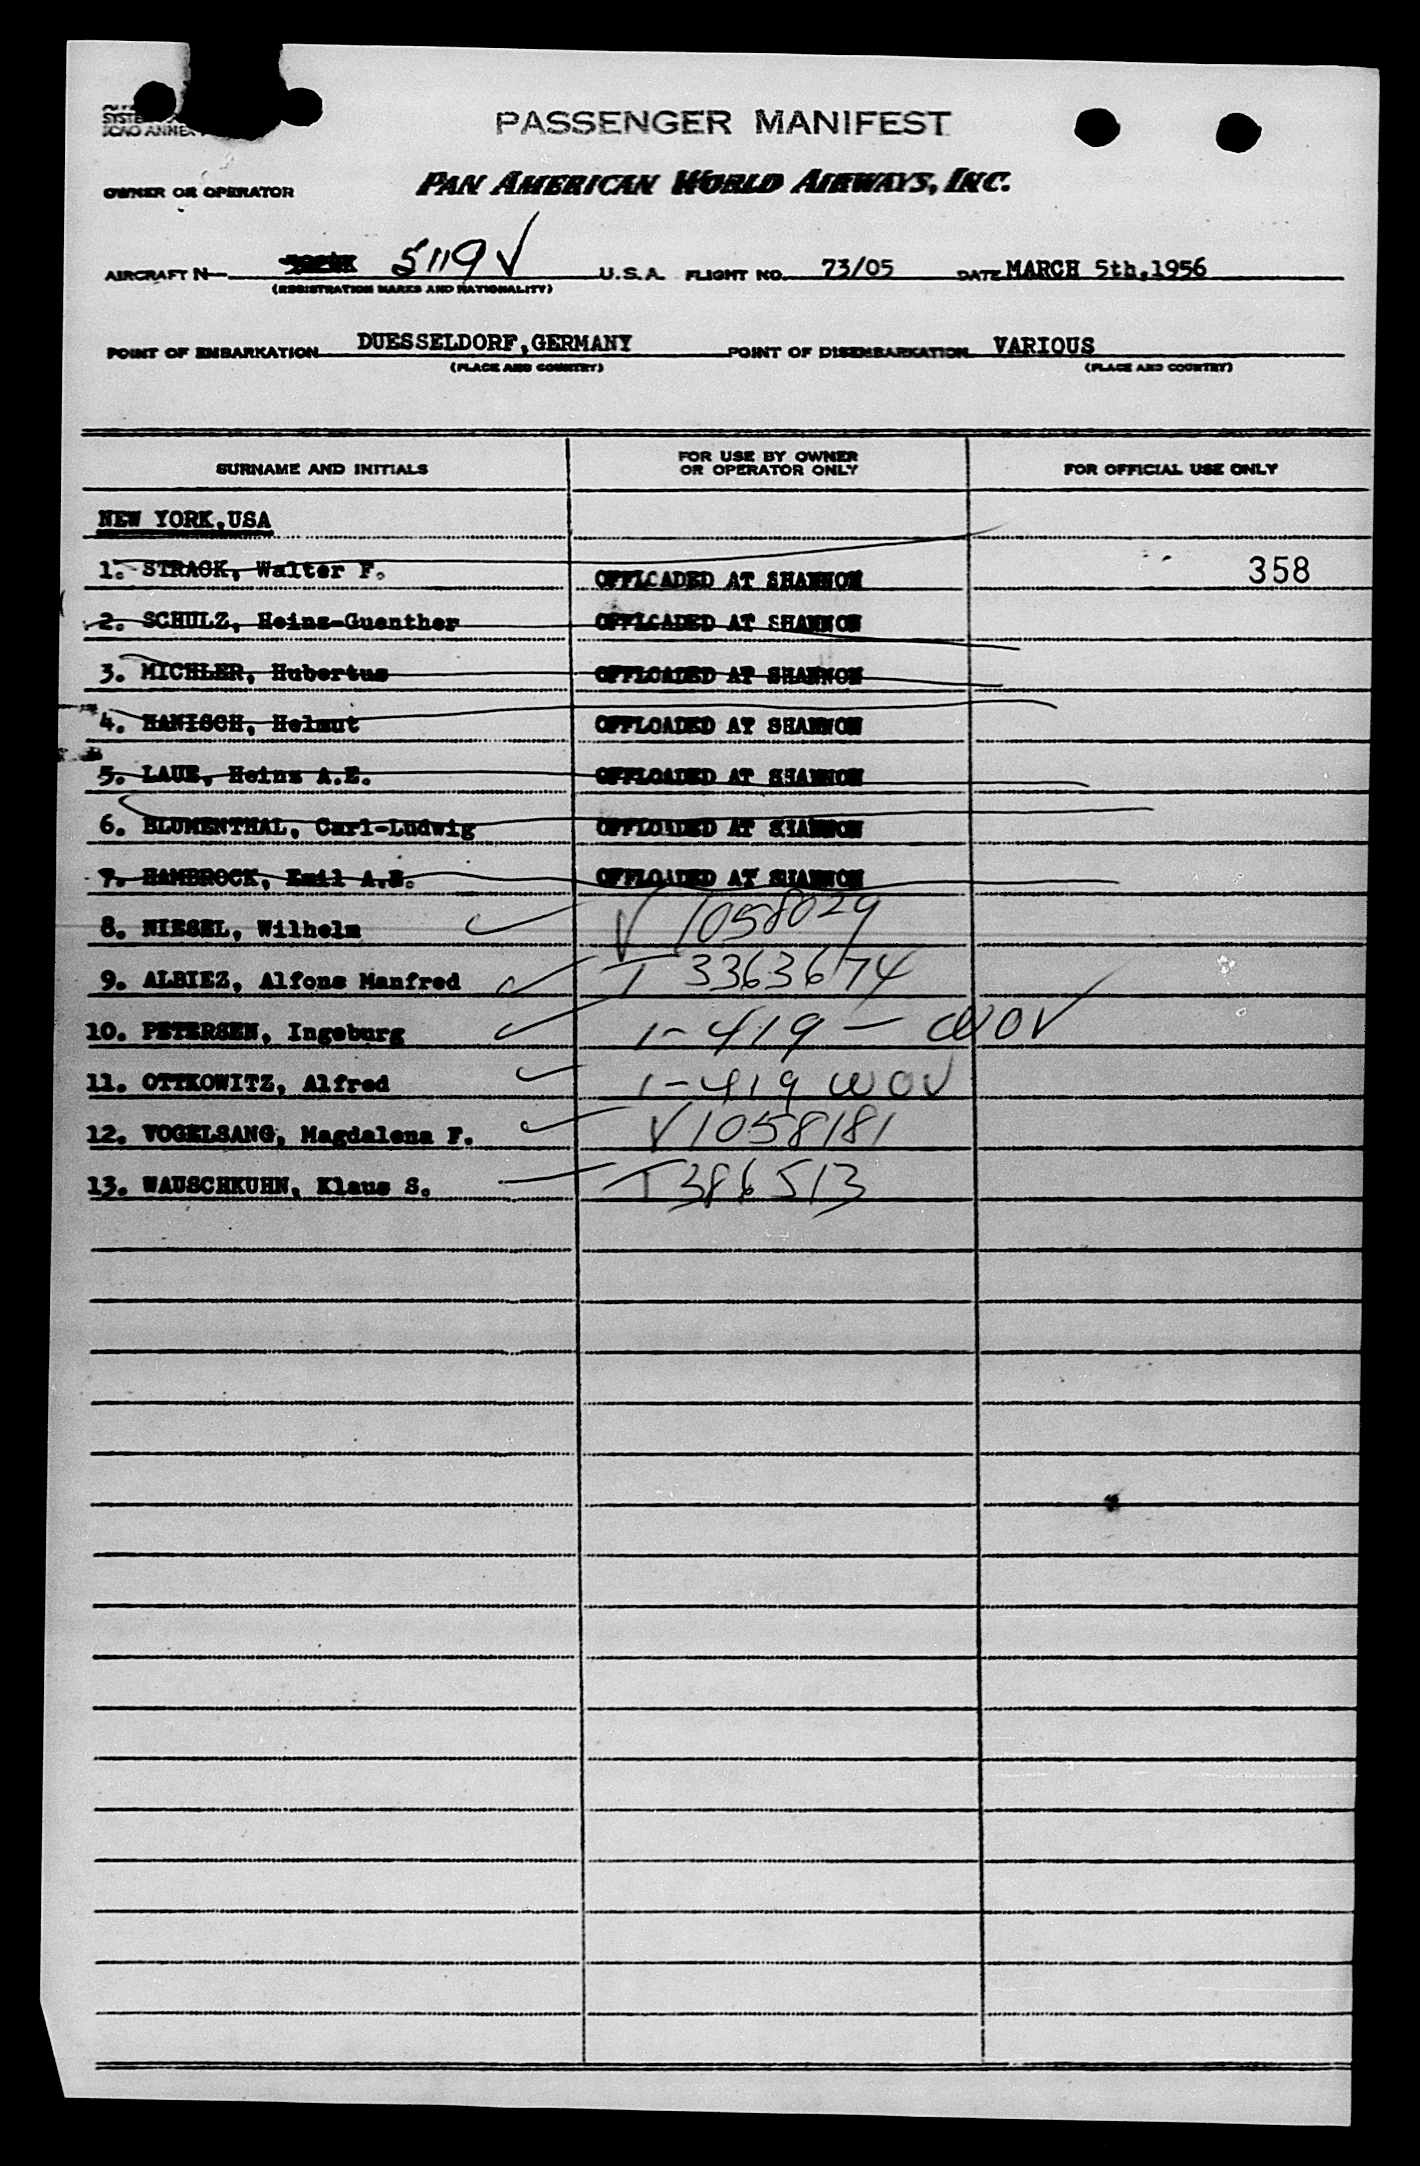 SYSTE
ICAO ANNEX
PASSENGER MANIFEST
OWNER OR OPERATOR PAN AMERICAN WORLD AIRWAYS, INC.
AIRCRAFT N- 5119V U.S.A. FLIGHT NO. 73/05 DATE MARCH 5th,1956
(REGISTRATION MARKS AND NATIONALITY)
POINT OF EMBARKATION DUESSELDORF,GERMANY POINT OF DISEMBARKATION VARIOUS
(PLACE AND COUNTRY) (PLACE AND COUNTRY)
SURNAME AND INITIALS FOR USE BY OWNER OR OPERATOR ONLY FOR OFFICIAL USE ONLY
NEW YORK,USA
1. STRACK, Walter F. OFFLOADED AT SHANNON 358
2. SCHULZ, Heinz-Guenther OFFLOADED AT SHANNON
3. MICHLER, Hubertus OFFLOADED AT SHANNON
4. HANISCH, Helmut OFFLOADED AT SHANNON
5. LAUE, Heinz A.E. OFFLOADED AT SHANNON
6. BLUMENTHAL, Carl-Ludwig OFFLOADED AT SHANNON
7. HAMBROCK, Emil A.H. OFFLOADED AT SHANNON
8. NIESEL, Wilhelm V 1058029
9. ALBIEZ, Alfons Manfred T 3363674
10. PETERSEN, Ingeburg 1-419 - WOV
11. OTTKOWITZ, Alfred 1-419 WOV
12. VOGELSANG, Magdalena F. V1058181
13. WAUSCHKUHN, Klaus S. T386513